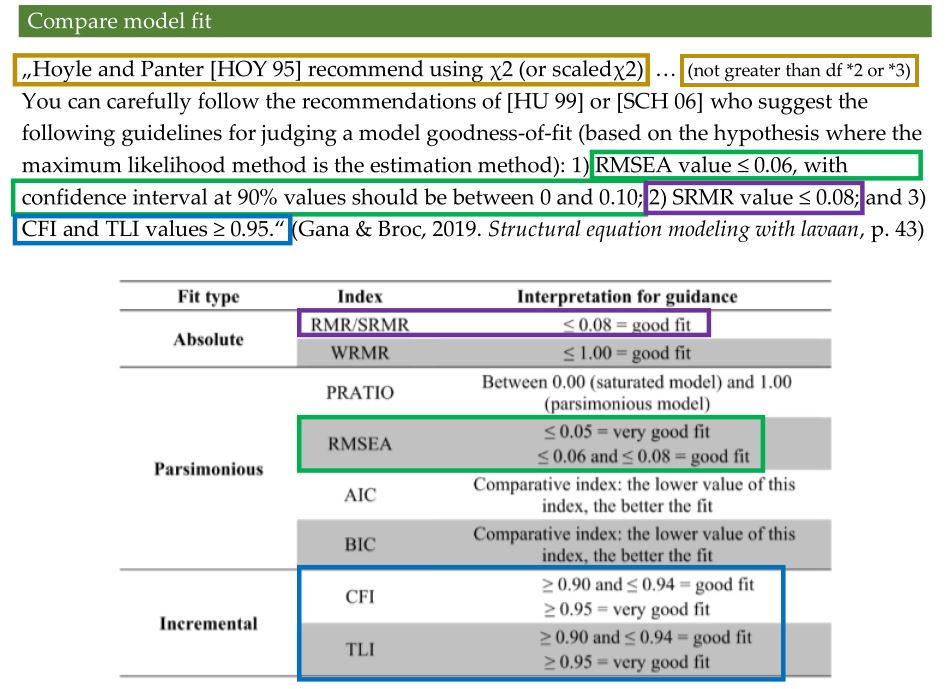 Compare model fit
„Hoyle and Panter [HOY 95] recommend using χ2 (or scaledχ2) … (not greater than df *2 or *3)
You can carefully follow the recommendations of [HU 99] or [SCH 06] who suggest the
following guidelines for judging a model goodness-of-fit (based on the hypothesis where the
maximum likelihood method is the estimation method): 1) RMSEA value ≤ 0.06, with
confidence interval at 90% values should be between 0 and 0.10; 2) SRMR value ≤ 0.08; and 3)
CFI and TLI values ≥ 0.95.“ (Gana & Broc, 2019. Structural equation modeling with lavaan, p. 43)
Fit type Index Interpretation for guidance
Absolute
RMR/SRMR ≤ 0.08 = good fit
WRMR ≤ 1.00 = good fit
Parsimonious
PRATIO
Between 0.00 (saturated model) and 1.00
(parsimonious model)
RMSEA
≤ 0.05 = very good fit
≤ 0.06 and ≤ 0.08 = good fit
AIC
Comparative index: the lower value of this
index, the better the fit
BIC
Comparative index: the lower value of this
index, the better the fit
Incremental
CFI
≥ 0.90 and ≤ 0.94 = good fit
≥ 0.95 = very good fit
TLI
≥ 0.90 and ≤ 0.94 = good fit
≥ 0.95 = very good fit